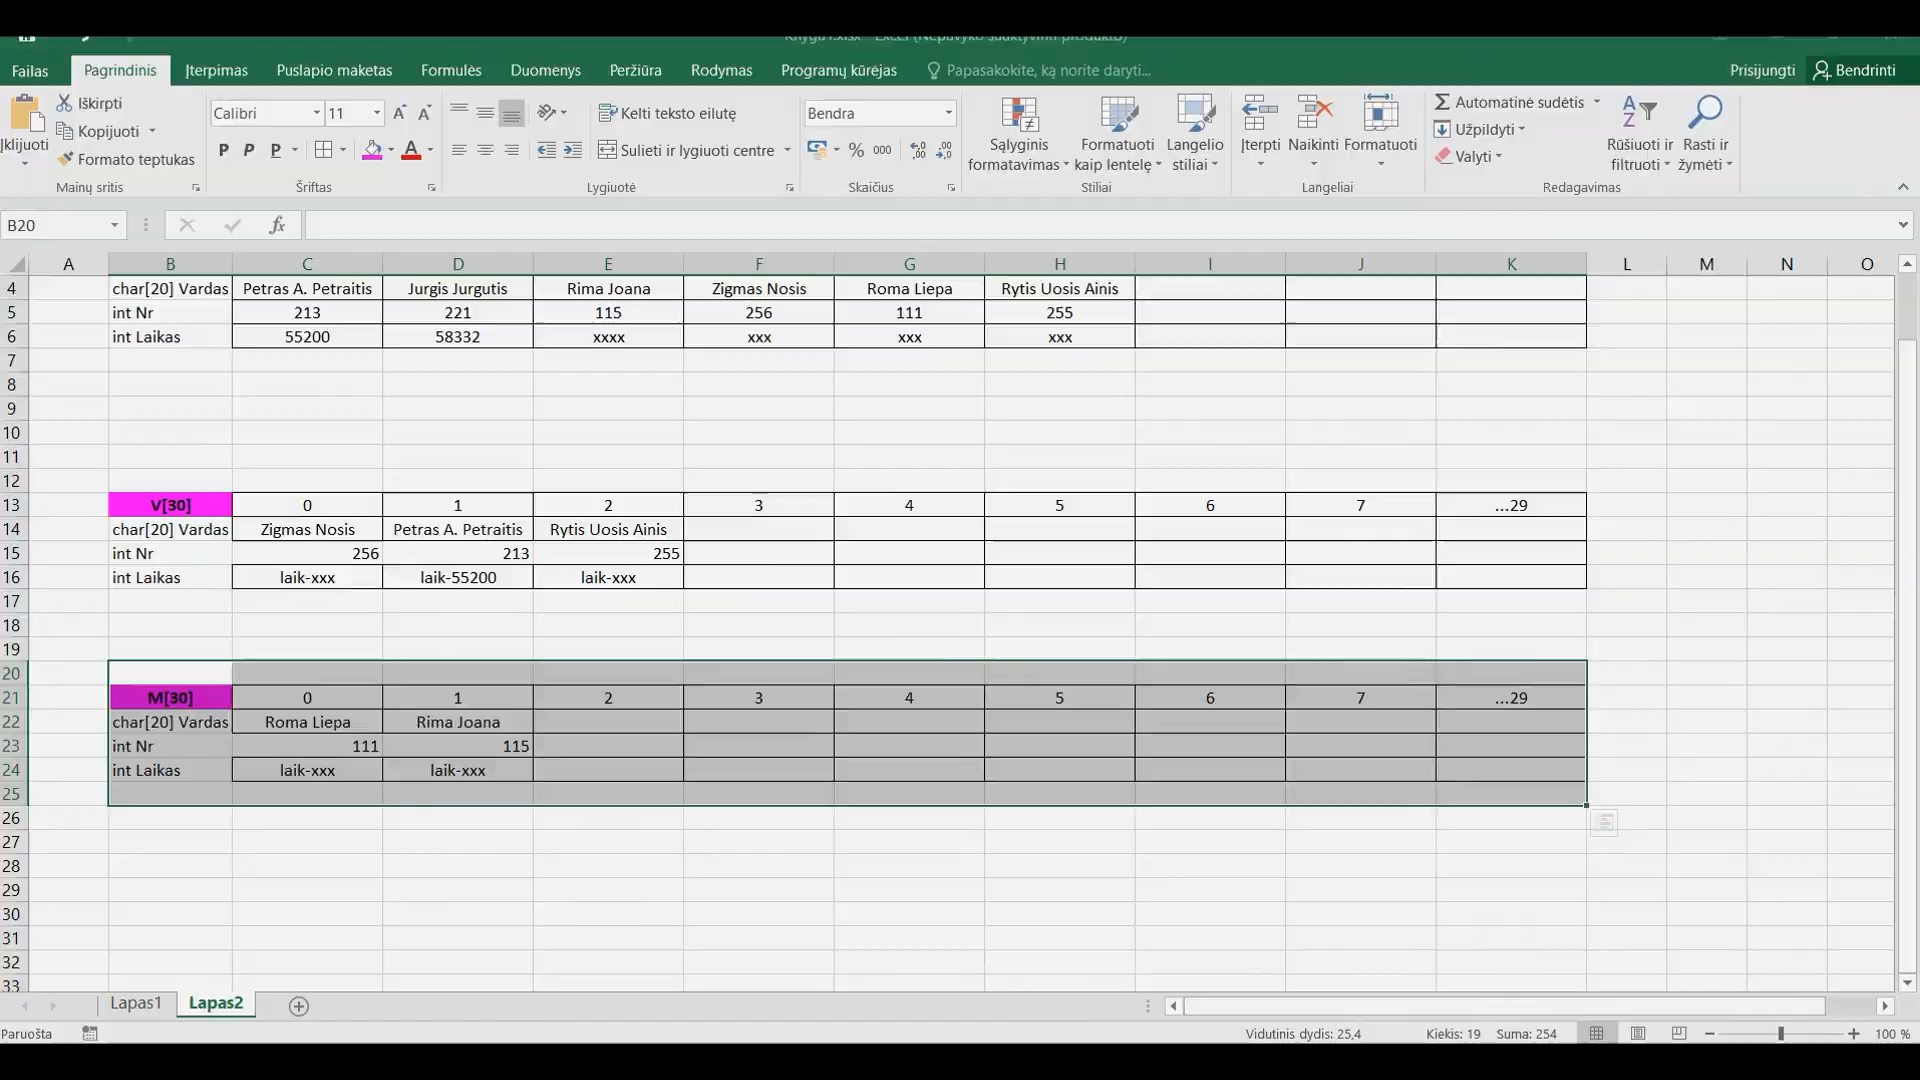 Failas Pagrindinis Įterpimas Puslapio maketas Formulės Duomenys Peržiūra Rodymas Programų kūrėjas Papasakokite, ką norite daryti... Prisijungti Bendrinti
Įklijuoti
Iškirpti
Kopijuoti
Formato teptukas
Mainų sritis
Calibri 11
P P P
Šriftas
Kelti teksto eilutę
Sulieti ir lygiuoti centre
Lygiuotė
Bendra
% 000
Skaičius
Sąlyginis formatavimas
Formatuoti kaip lentelę
Langelio stiliai
Stiliai
Įterpti Naikinti Formatuoti
Langeliai
Automatinė sudėtis
Užpildyti
Valyti
Rūšiuoti ir filtruoti
Rasti ir žymėti
Redagavimas
B20 fx
A B C D E F G H I J K L M N O
4 char[20] Vardas Petras A. Petraitis Jurgis Jurgutis Rima Joana Zigmas Nosis Roma Liepa Rytis Uosis Ainis
5 int Nr 213 221 115 256 111 255
6 int Laikas 55200 58332 xxxx xxx xxx xxx
7
8
9
10
11
12
13 V[30] 0 1 2 3 4 5 6 7 ...29
14 char[20] Vardas Zigmas Nosis Petras A. Petraitis Rytis Uosis Ainis
15 int Nr 256 213 255
16 int Laikas laik-xxx laik-55200 laik-xxx
17
18
19
20
21 M[30] 0 1 2 3 4 5 6 7 ...29
22 char[20] Vardas Roma Liepa Rima Joana
23 int Nr 111 115
24 int Laikas laik-xxx laik-xxx
25
26
27
28
29
30
31
32
33
Lapas1 Lapas2
Paruošta Vidutinis dydis: 25,4 Kiekis: 19 Suma: 254 100 %